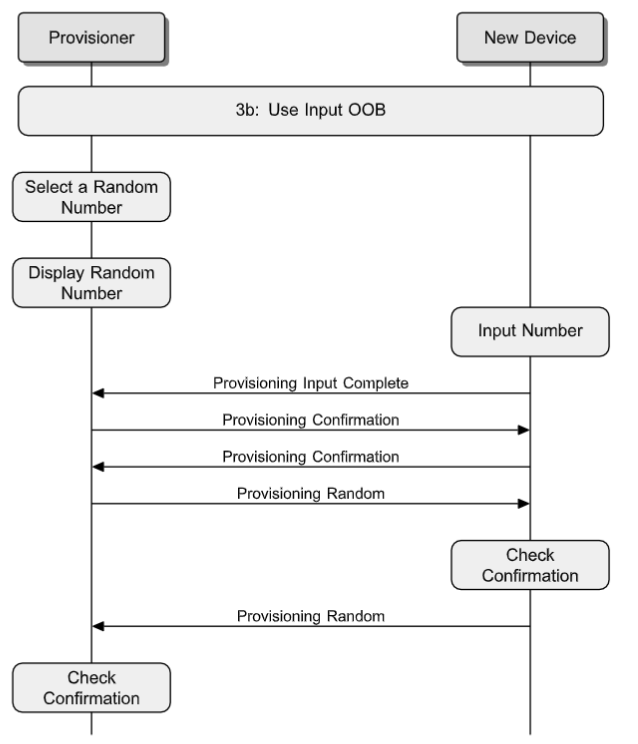 Provisioner
New Device
3b: Use Input OOB
Select a Random
Number
Display Random
Number
Input Number
Provisioning Input Complete
Provisioning Confirmation
Provisioning Confirmation
Provisioning Random
Check
Confirmation
Provisioning Random
Check
Confirmation